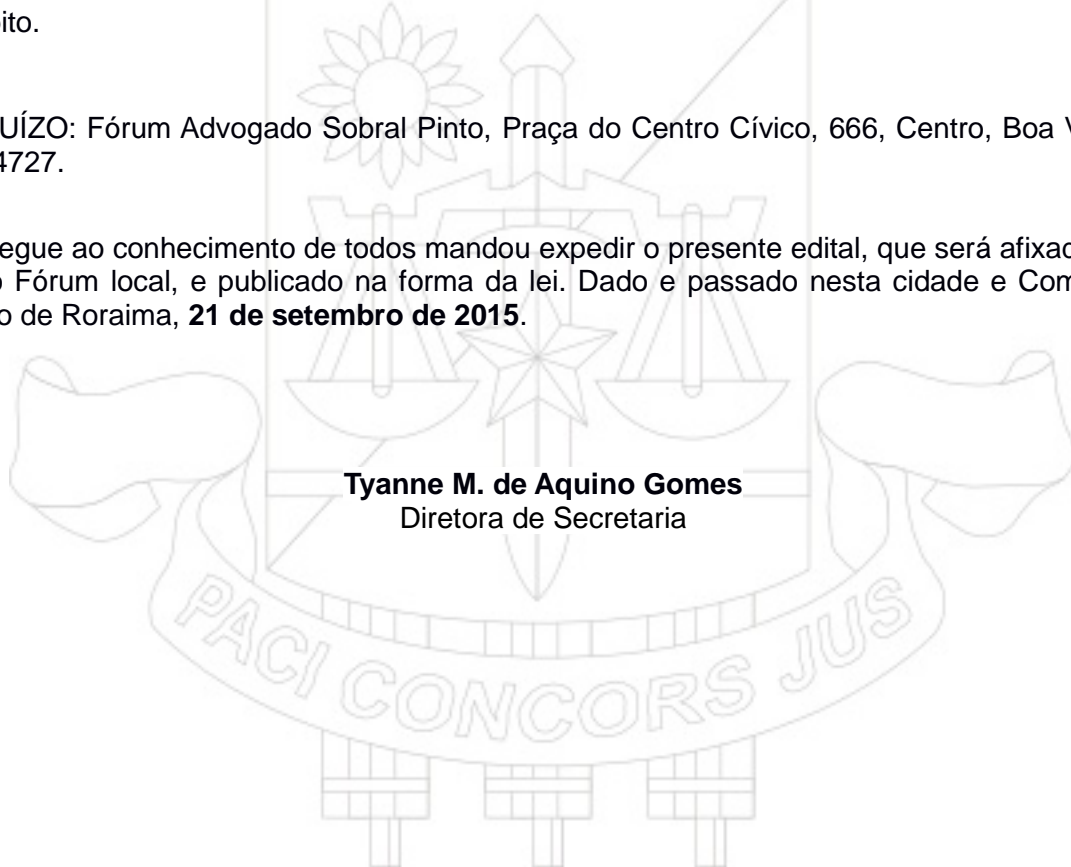 ito.
UÍZO: Fórum Advogado Sobral Pinto, Praça do Centro Cívico, 666, Centro, Boa V
4727.
egue ao conhecimento de todos mandou expedir o presente edital, que será afixad
o Fórum local, e publicado na forma da lei. Dado e passado nesta cidade e Com
o de Roraima, 21 de setembro de 2015.
Tyanne M. de Aquino Gomes
Diretora de Secretaria
PACI CONCORS JUS